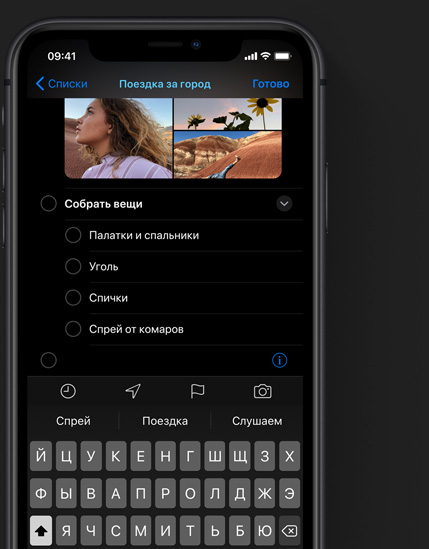 09:41
Списки Поездка за город Готово
Собрать вещи
Палатки и спальники
Уголь
Спички
Спрей от комаров
Спрей Поездка Слушаем
Й Ц У К Е Н Г Ш Щ З Х
Ф Ы В А П Р О Л Д Ж Э
Я Ч С М И Т Ь Б Ю